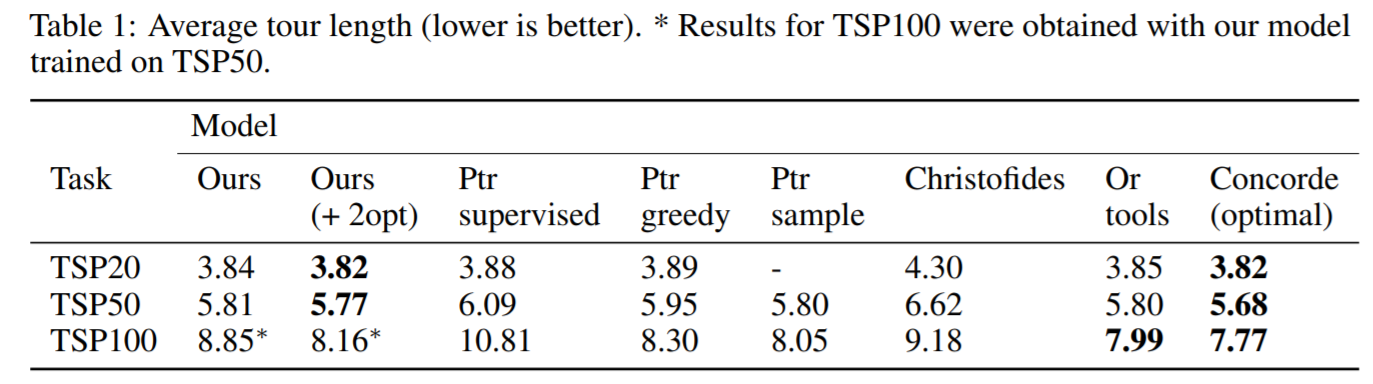 Table 1: Average tour length (lower is better). * Results for TSP100 were obtained with our model
trained on TSP50.
Model
Task Ours Ours Ptr Ptr Ptr Christofides Or Concorde
(+ 2opt) supervised greedy sample tools (optimal)
TSP20 3.84 3.82 3.88 3.89 - 4.30 3.85 3.82
TSP50 5.81 5.77 6.09 5.95 5.80 6.62 5.80 5.68
TSP100 8.85* 8.16* 10.81 8.30 8.05 9.18 7.99 7.77